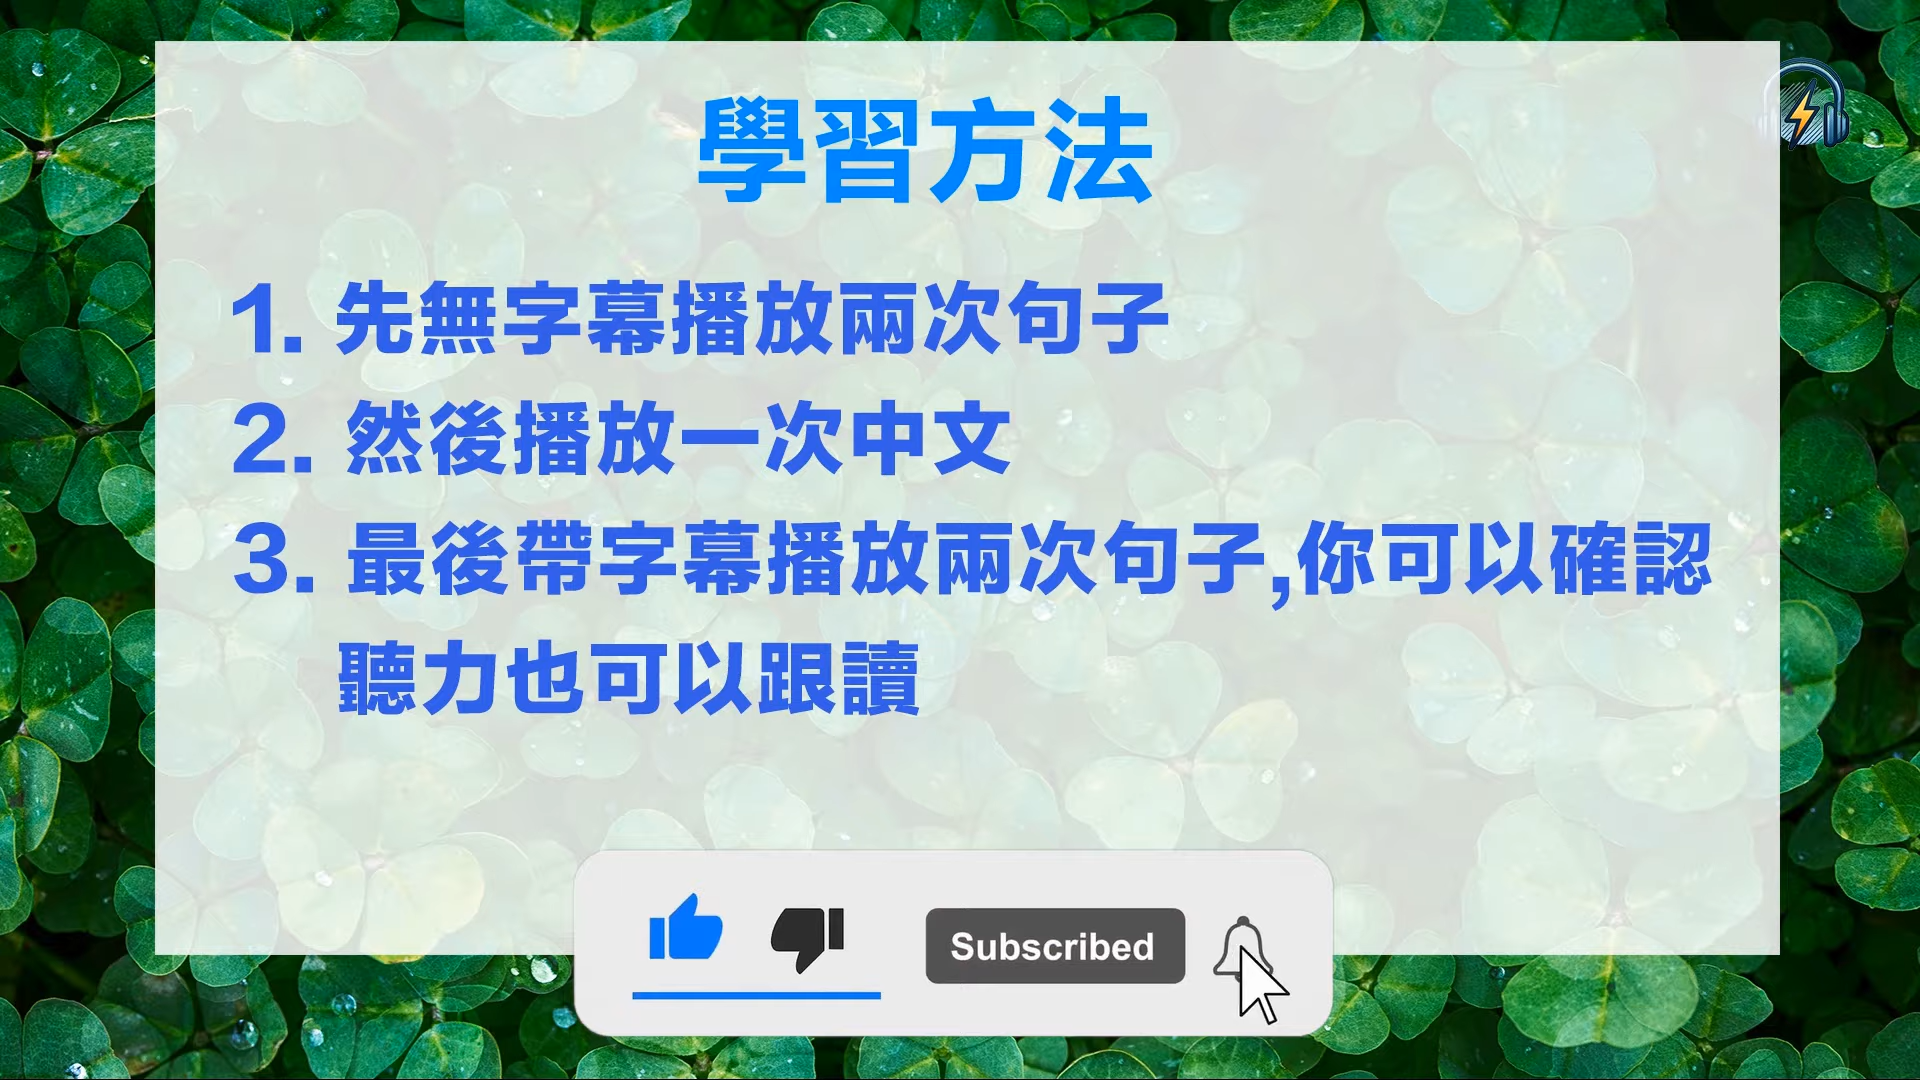 學習方法
1. 先無字幕播放兩次句子
2. 然後播放一次中文
3. 最後帶字幕播放兩次句子,你可以確認
聽力也可以跟讀
Subscribed